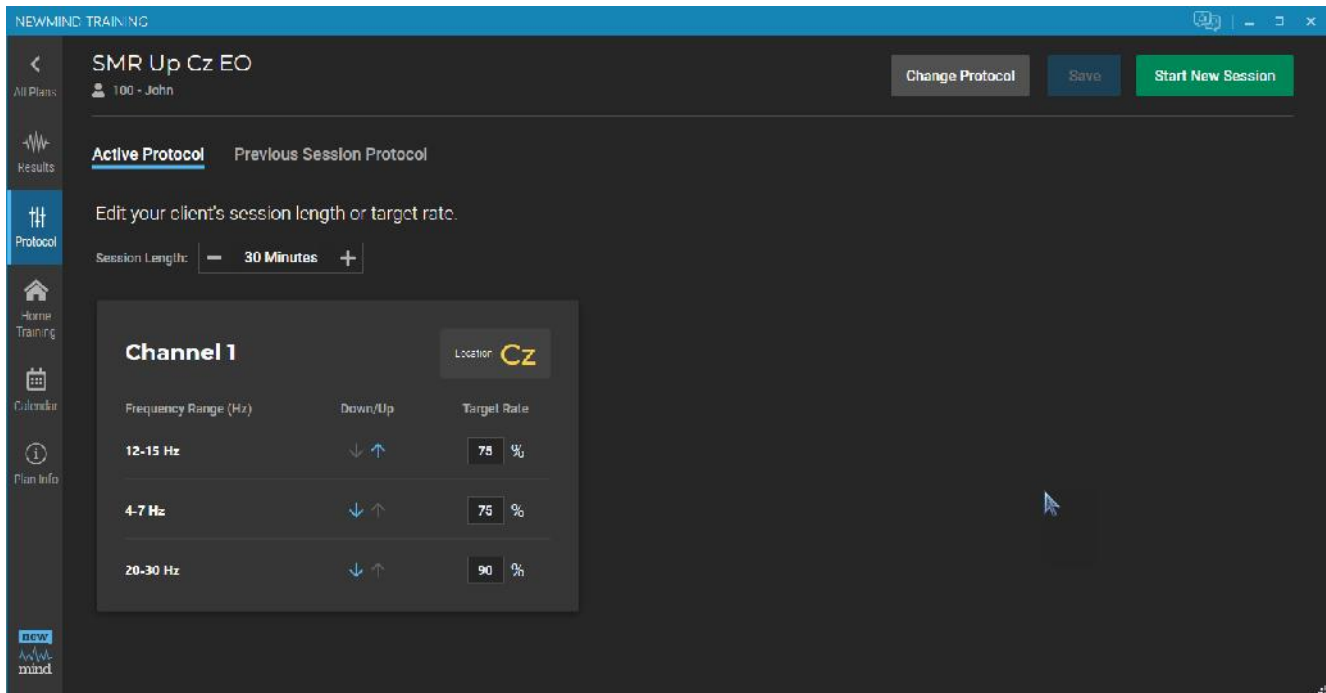 NEWMIND TRAINING
All Plans
Results
Protocol
Home
Training
Calendar
Plan Info
new
mind
SMR Up Cz EO
100 - John
Change Protocol
Save
Start New Session
Active Protocol
Previous Session Protocol
Edit your client's session length or target rate.
Session Length: − 30 Minutes +
Channel 1
Location Cz
Frequency Range (Hz) Down/Up Target Rate
12-15 Hz ↓ ↑ 75 %
4-7 Hz ↓ ↑ 75 %
20-30 Hz ↓ ↑ 90 %